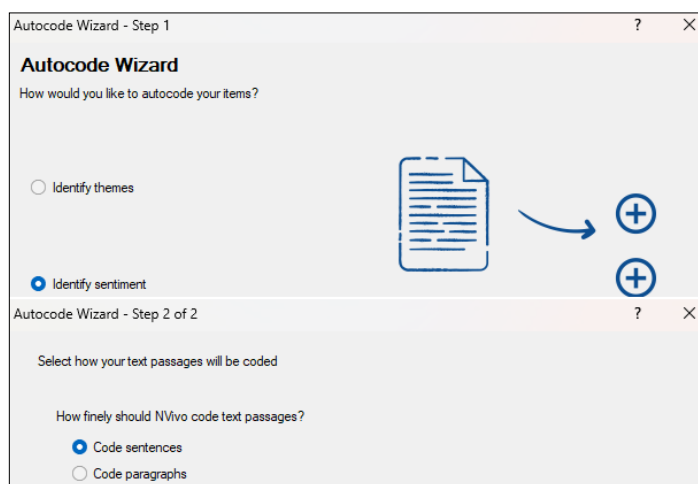 Autocode Wizard - Step 1
Autocode Wizard
How would you like to autocode your items?
Identify themes
Identify sentiment
Autocode Wizard - Step 2 of 2
Select how your text passages will be coded
How finely should NVivo code text passages?
Code sentences
Code paragraphs